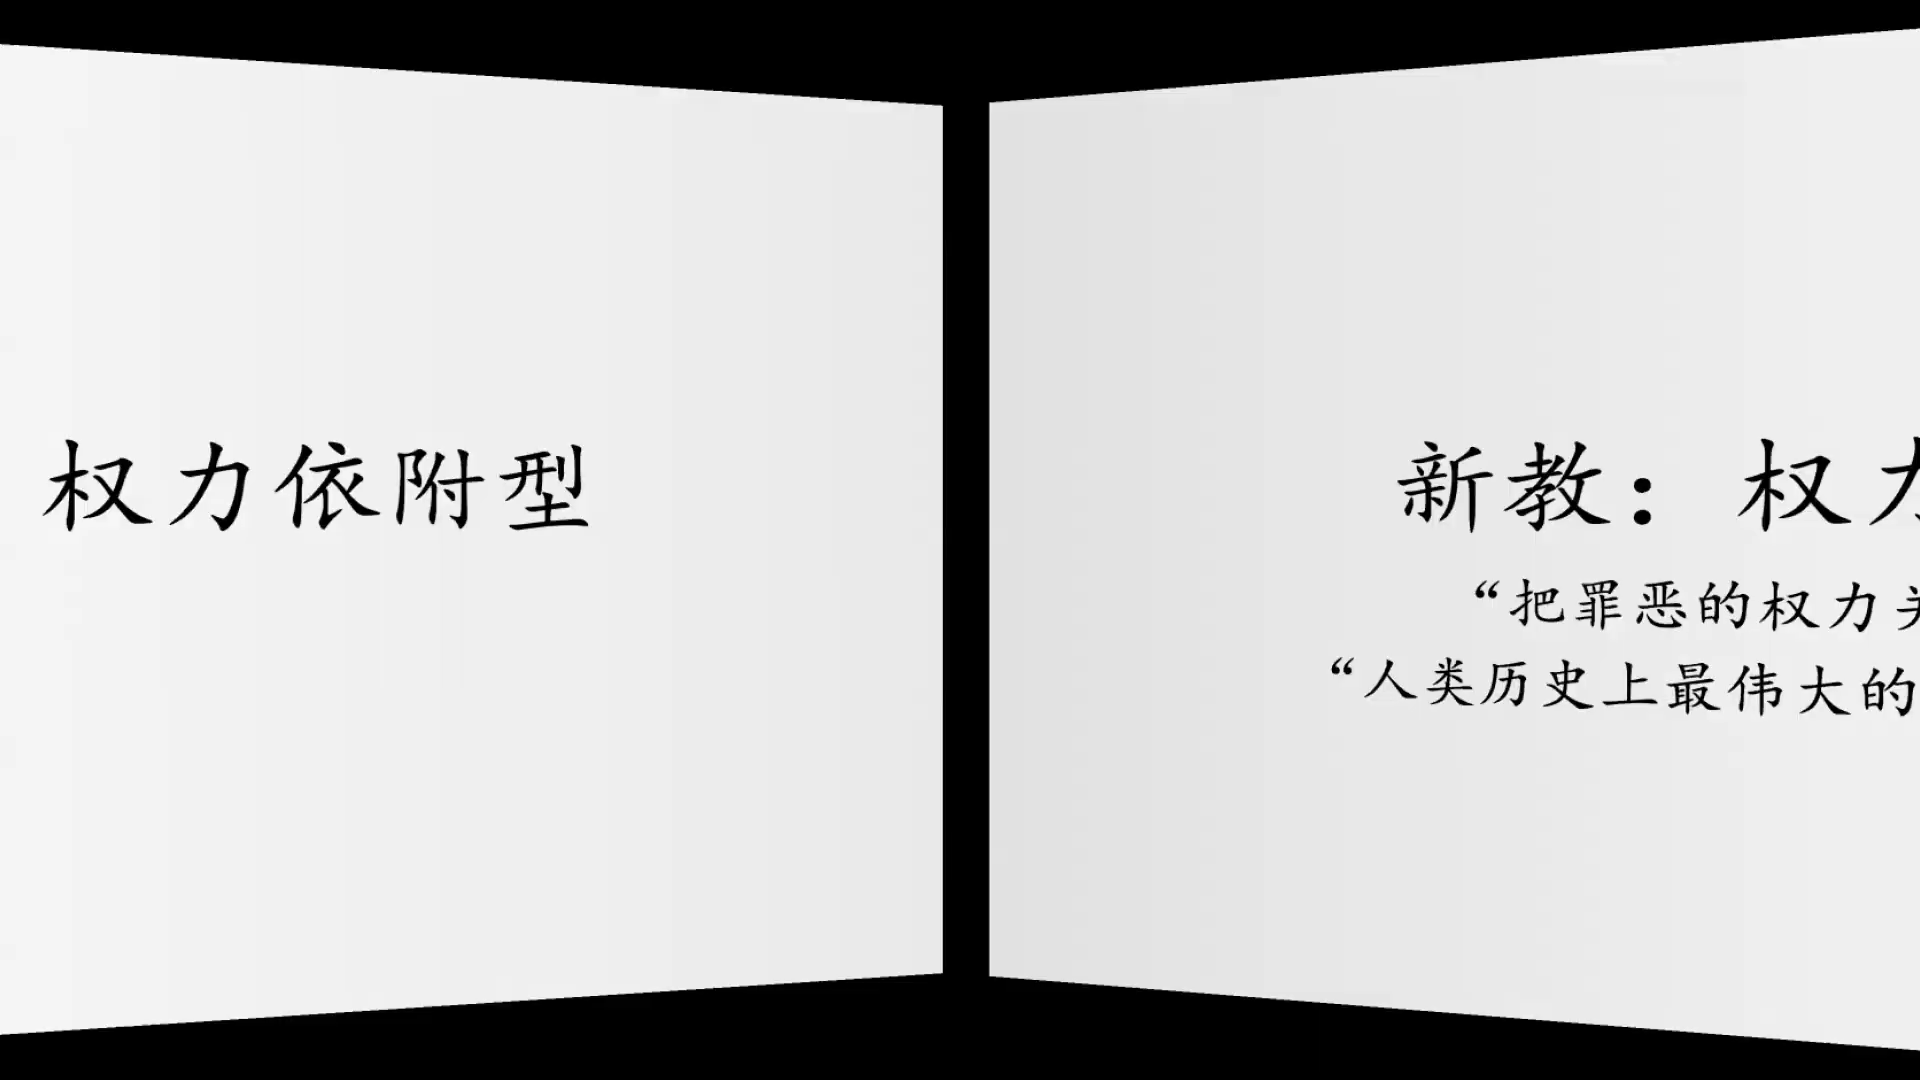 权力依附型
新教：权力
“把罪恶的权力关
“人类历史上最伟大的